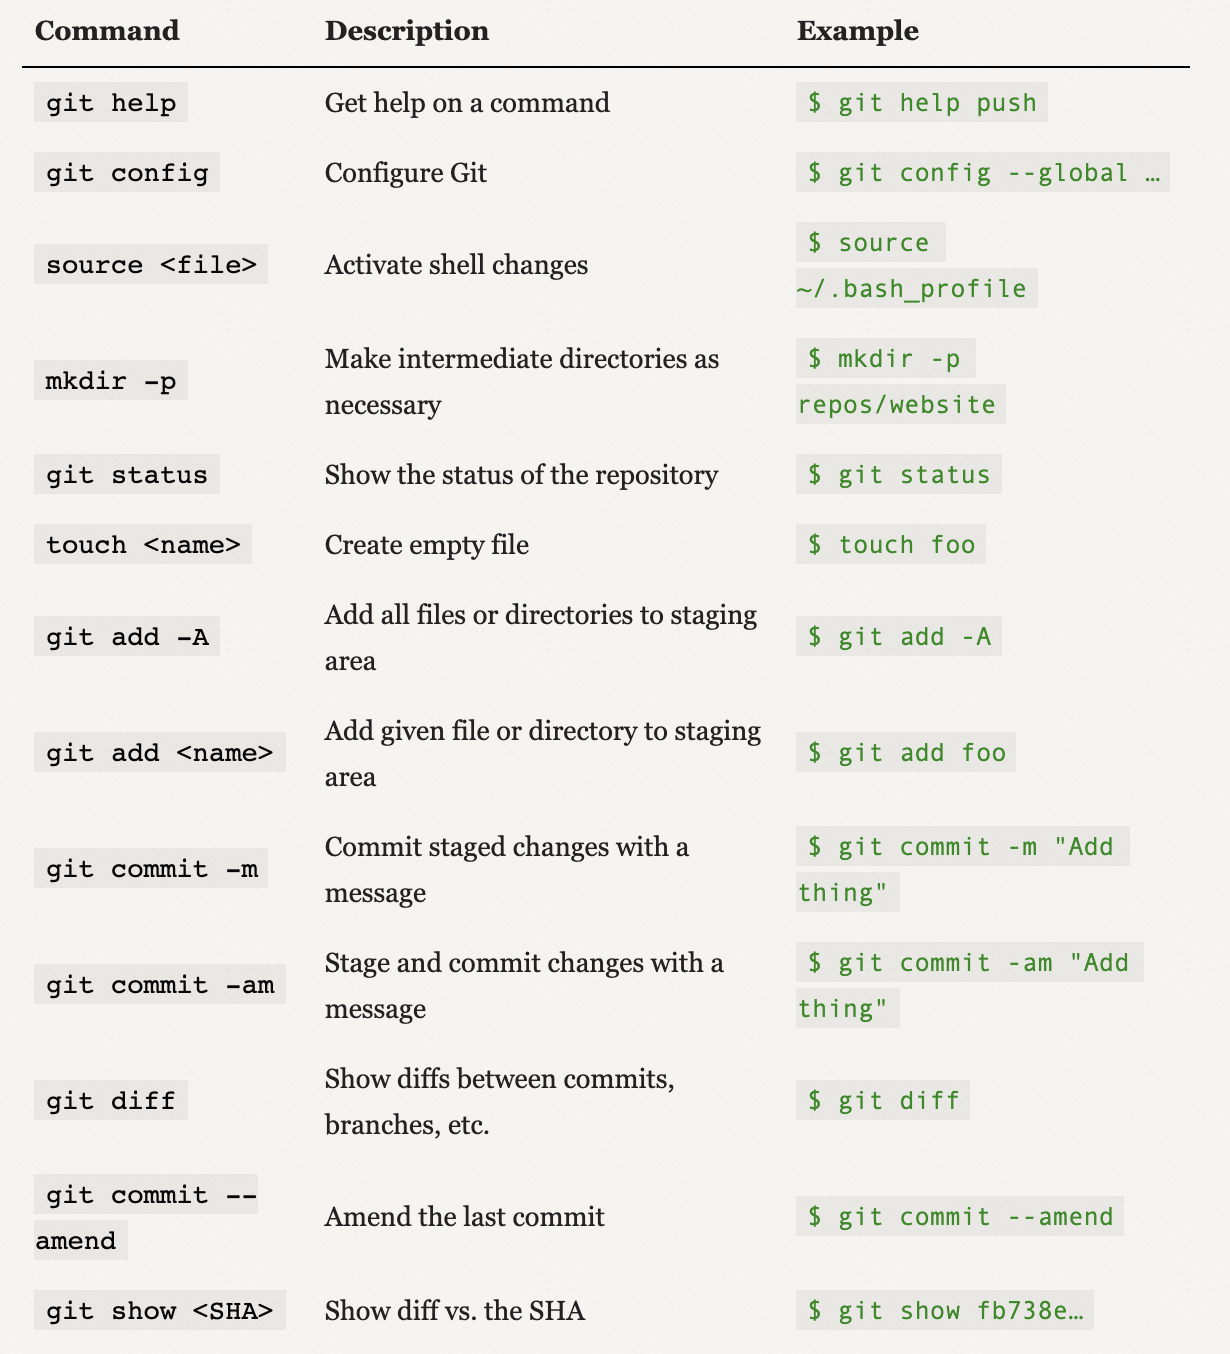 Command Description Example
git help Get help on a command $ git help push
git config Configure Git $ git config --global …
source <file> Activate shell changes $ source
~/.bash_profile
mkdir -p Make intermediate directories as
necessary $ mkdir -p
repos/website
git status Show the status of the repository $ git status
touch <name> Create empty file $ touch foo
git add -A Add all files or directories to staging
area $ git add -A
git add <name> Add given file or directory to staging
area $ git add foo
git commit -m Commit staged changes with a
message $ git commit -m "Add
thing"
git commit -am Stage and commit changes with a
message $ git commit -am "Add
thing"
git diff Show diffs between commits,
branches, etc. $ git diff
git commit --
amend Amend the last commit $ git commit --amend
git show <SHA> Show diff vs. the SHA $ git show fb738e…